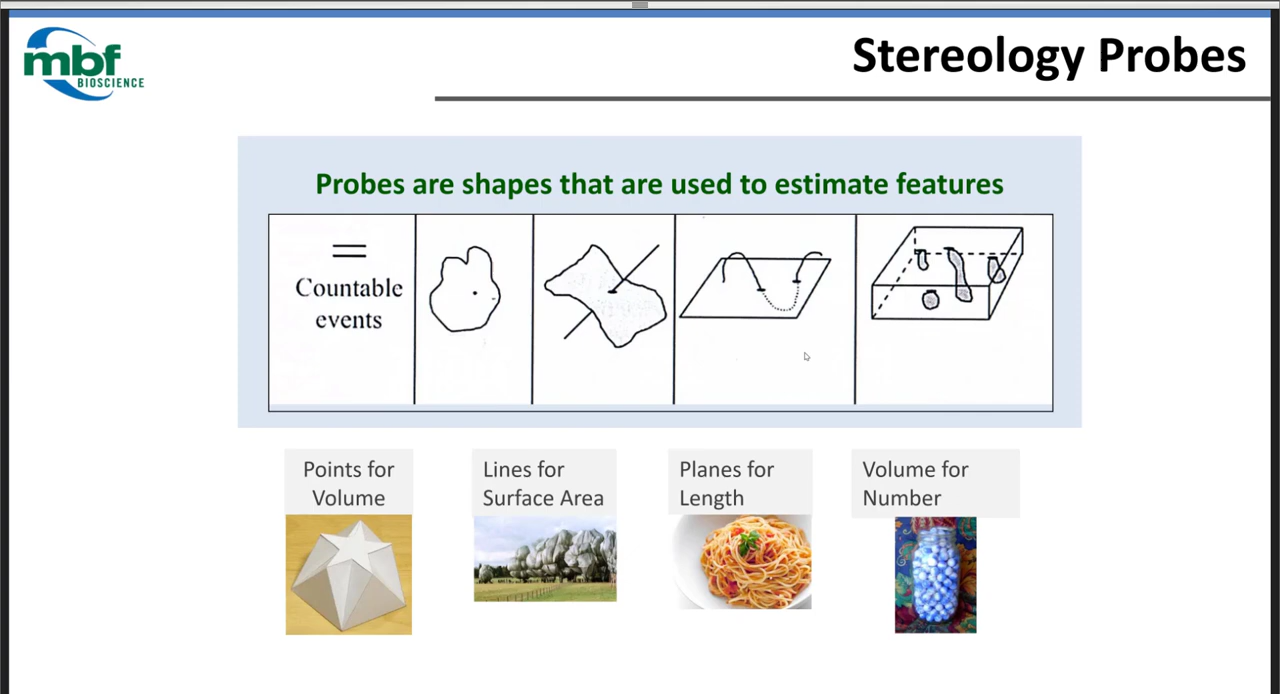 mbf
BIOSCIENCE
Stereology Probes
Probes are shapes that are used to estimate features
Countable
events
Points for
Volume
Lines for
Surface Area
Planes for
Length
Volume for
Number